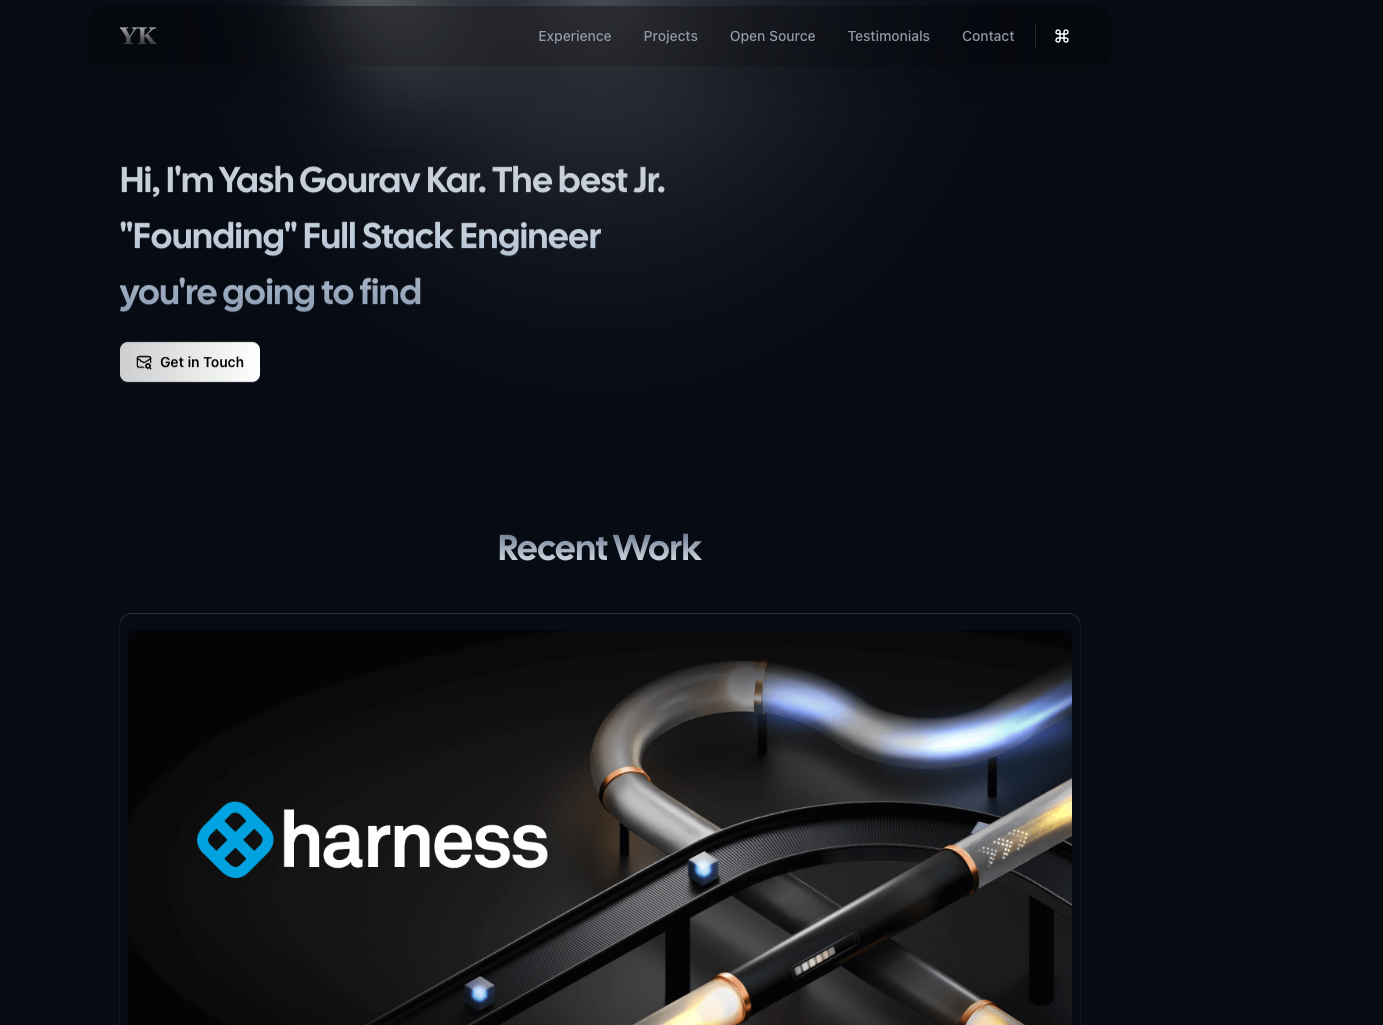 YK
Experience
Projects
Open Source
Testimonials
Contact
Hi, I'm Yash Gourav Kar. The best Jr.
"Founding" Full Stack Engineer
you're going to find
Get in Touch
Recent Work
harness